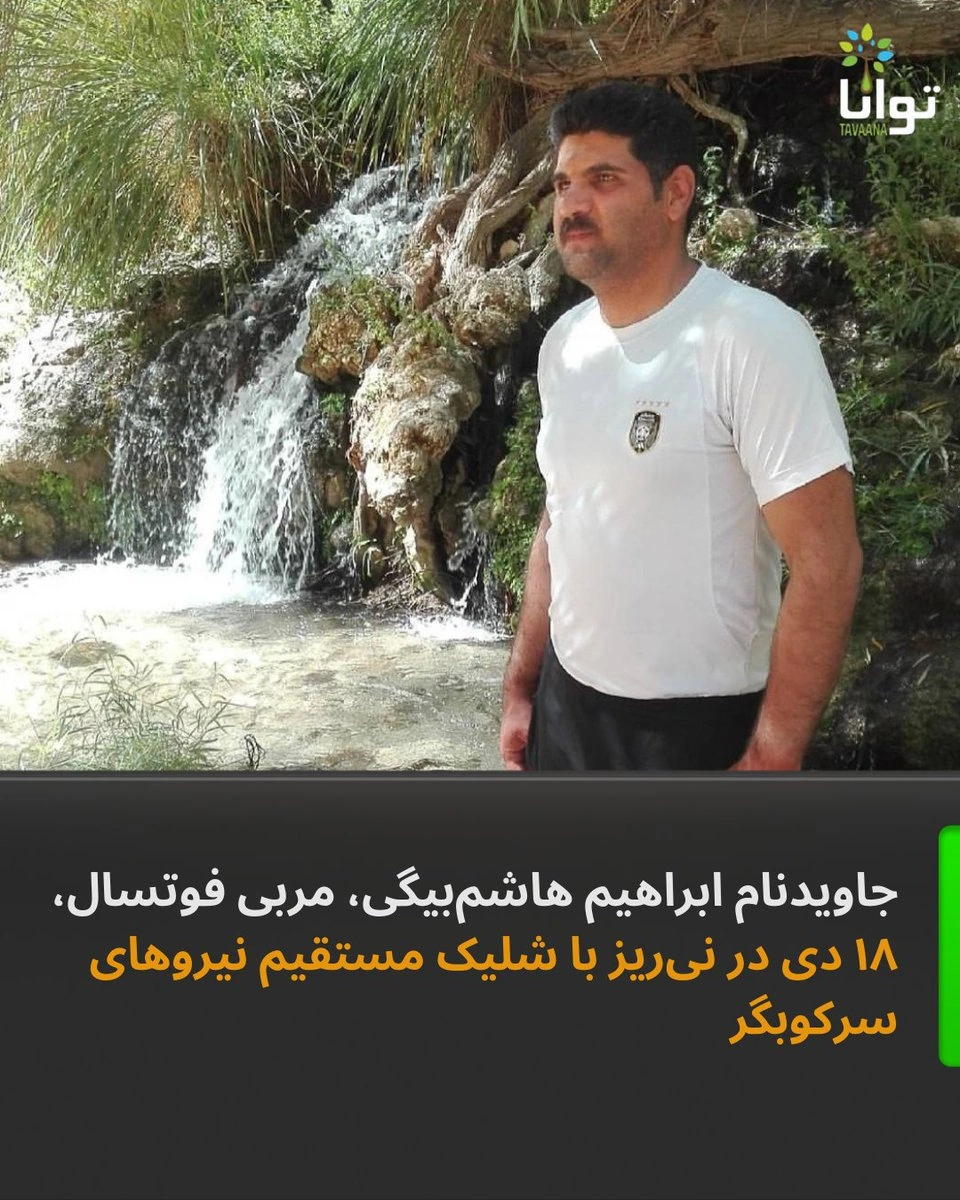 توانا
TAVAANA
جاویدنام ابراهیم هاشم‌بیگی، مربی فوتسال،
۱۸ دی در نی‌ریز با شلیک مستقیم نیروهای
سرکوبگر